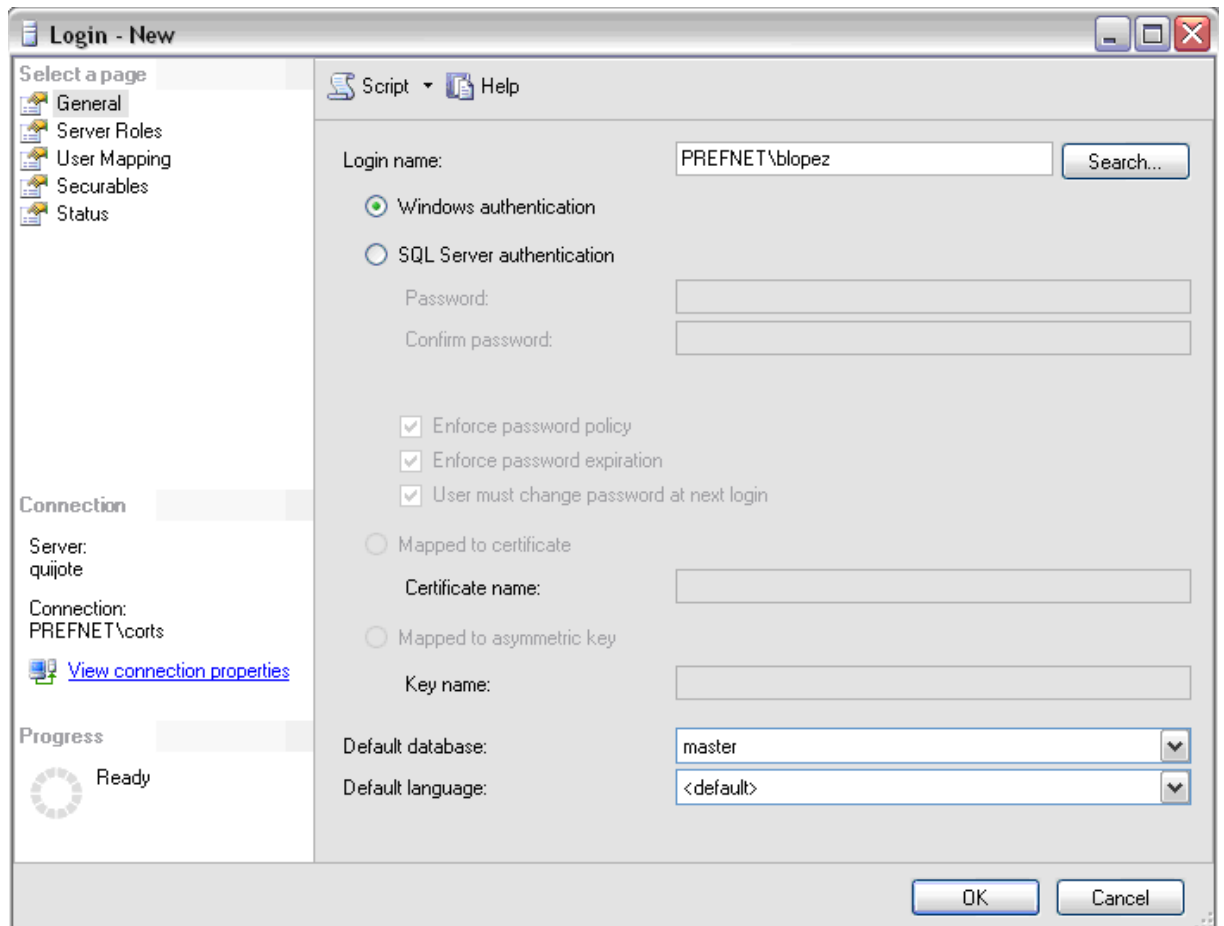 Login - New
Select a page
General
Server Roles
User Mapping
Securables
Status
Connection
Server:
quijote
Connection:
PREFNET\corts
View connection properties
Progress
Ready
Script Help
Login name: PREFNET\blopez Search...
Windows authentication
SQL Server authentication
Password:
Confirm password:
Enforce password policy
Enforce password expiration
User must change password at next login
Mapped to certificate
Certificate name:
Mapped to asymmetric key
Key name:
Default database: master
Default language: <default>
OK Cancel